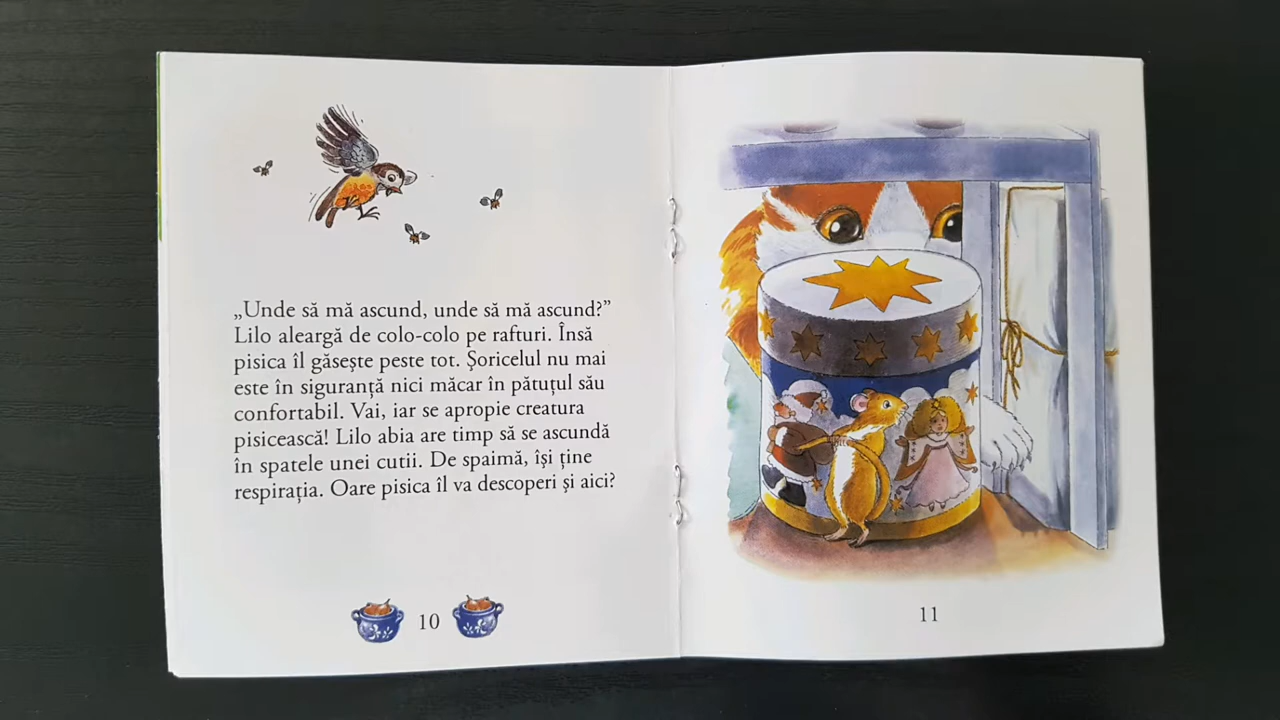 „Unde să mă ascund, unde să mă ascund?”
Lilo aleargă de colo-colo pe rafturi. Însă
pisica îl găsește peste tot. Șoricelul nu mai
este în siguranță nici măcar în pătuțul său
confortabil. Vai, iar se apropie creatura
pisicească! Lilo abia are timp să se ascundă
în spatele unei cutii. De spaimă, își ține
respirația. Oare pisica îl va descoperi și aici?
10
11